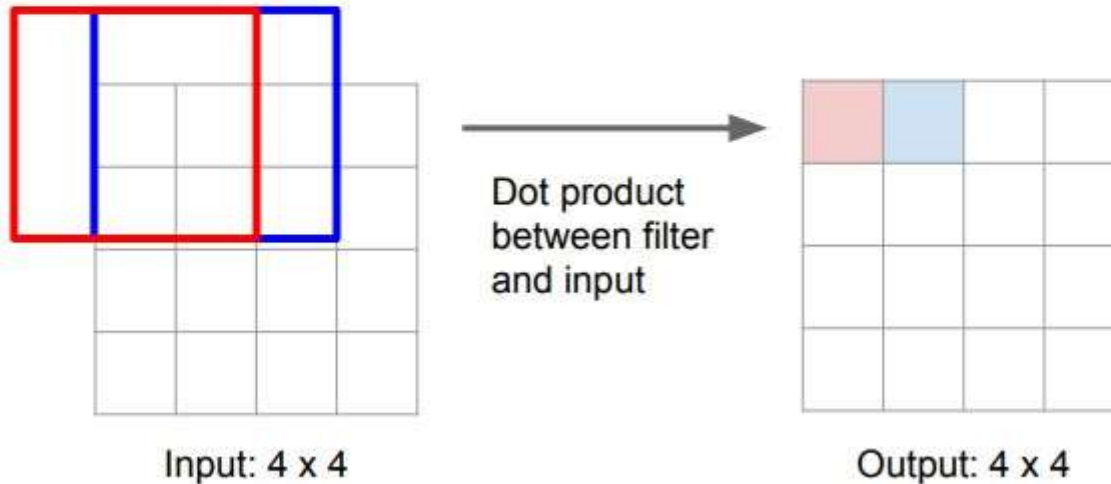 Dot product
between filter
and input
Input: 4 x 4
Output: 4 x 4